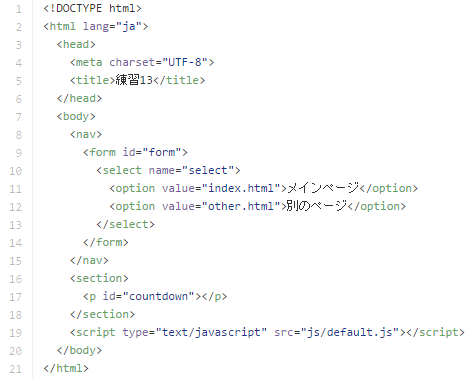 1 <!DOCTYPE html>
2 <html lang="ja">
3 <head>
4 <meta charset="UTF-8">
5 <title>練習13</title>
6 </head>
7 <body>
8 <nav>
9 <form id="form">
10 <select name="select">
11 <option value="index.html">メインページ</option>
12 <option value="other.html">別のページ</option>
13 </select>
14 </form>
15 </nav>
16 <section>
17 <p id="countdown"></p>
18 </section>
19 <script type="text/javascript" src="js/default.js"></script>
20 </body>
21 </html>